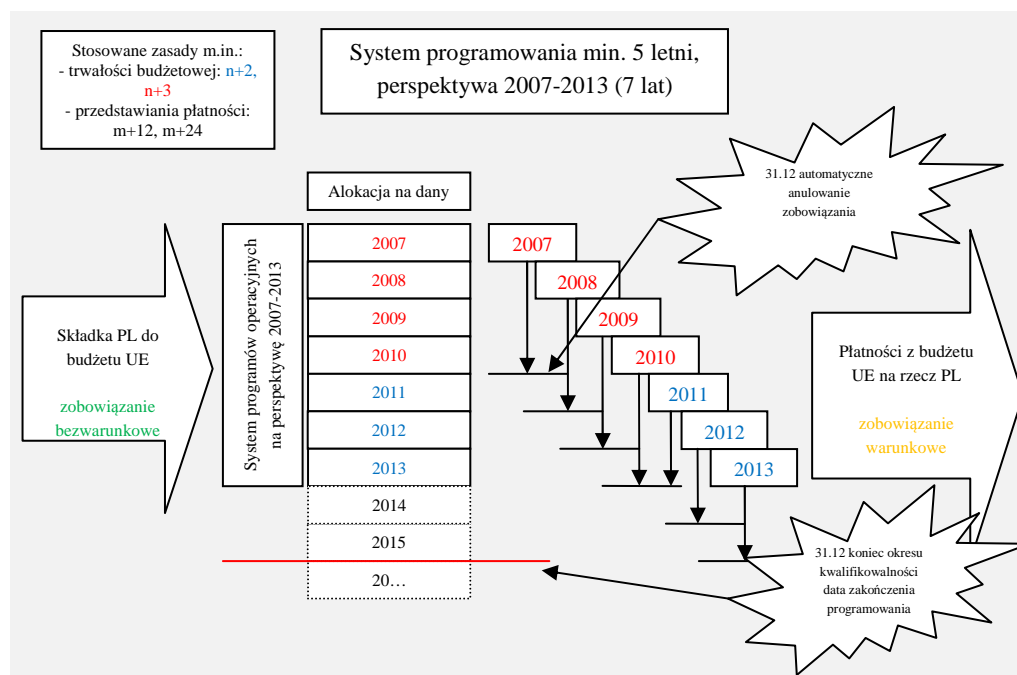 Stosowane zasady m.in.:
- trwałości budżetowej: n+2,
n+3
- przedstawiania płatności:
m+12, m+24
System programowania min. 5 letni,
perspektywa 2007-2013 (7 lat)
31.12 automatyczne
anulowanie
zobowiązania
Alokacja na dany
Składka PL do
budżetu UE
zobowiązanie
bezwarunkowe
System programów operacyjnych
na perspektywę 2007-2013
2007
2008
2009
2010
2011
2012
2013
2014
2015
20…
2007
2008
2009
2010
2011
2012
2013
Płatności z budżetu
UE na rzecz PL
zobowiązanie
warunkowe
31.12 koniec okresu
kwalifikowalności
data zakończenia
programowania